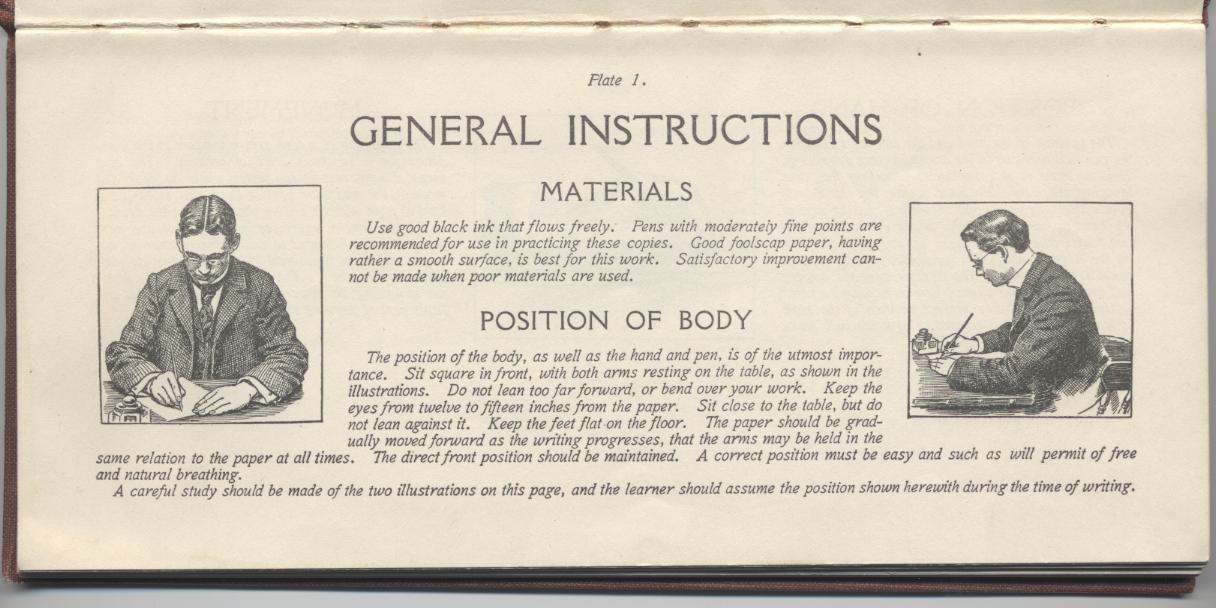 Plate 1.
GENERAL INSTRUCTIONS
MATERIALS
Use good black ink that flows freely. Pens with moderately fine points are
recommended for use in practicing these copies. Good foolscap paper, having
rather a smooth surface, is best for this work. Satisfactory improvement can-
not be made when poor materials are used.
POSITION OF BODY
The position of the body, as well as the hand and pen, is of the utmost impor-
tance. Sit square in front, with both arms resting on the table, as shown in the
illustrations. Do not lean too far forward, or bend over your work. Keep the
eyes from twelve to fifteen inches from the paper. Sit close to the table, but do
not lean against it. Keep the feet flat on the floor. The paper should be grad-
ually moved forward as the writing progresses, that the arms may be held in the
same relation to the paper at all times. The direct front position should be maintained. A correct position must be easy and such as will permit of free
and natural breathing.
A careful study should be made of the two illustrations on this page, and the learner should assume the position shown herewith during the time of writing.